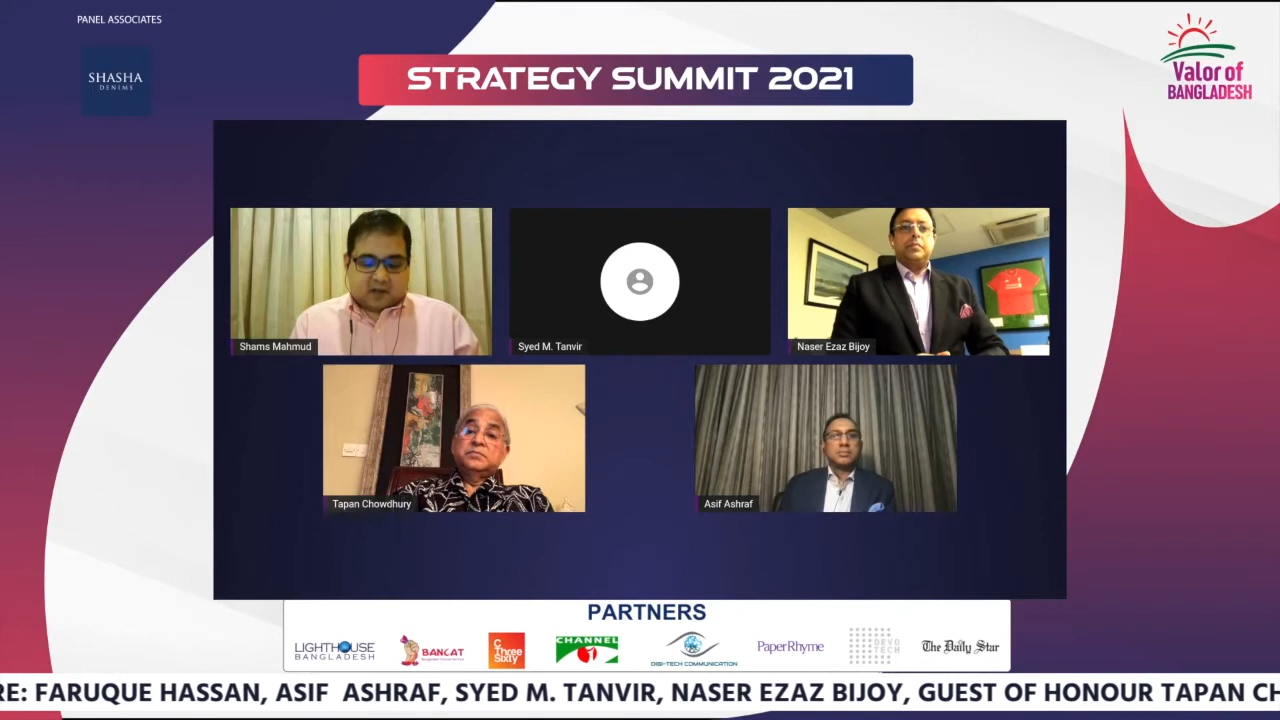 PANEL ASSOCIATES
SHASHA
DENIMS
STRATEGY SUMMIT 2021
Valor of
BANGLADESH
Shams Mahmud
Syed M. Tanvir
Naser Ezaz Bijoy
Tapan Chowdhury
Asif Ashraf
PARTNERS
LIGHTHOUSE
BANGLADESH
BANCAT
C
Three
Sixty
CHANNEL
DIGI-TECH COMMUNICATION
PaperRhyme
DEVO
TECH
The Daily Star
RE: FARUQUE HASSAN, ASIF ASHRAF, SYED M. TANVIR, NASER EZAZ BIJOY, GUEST OF HONOUR TAPAN CH